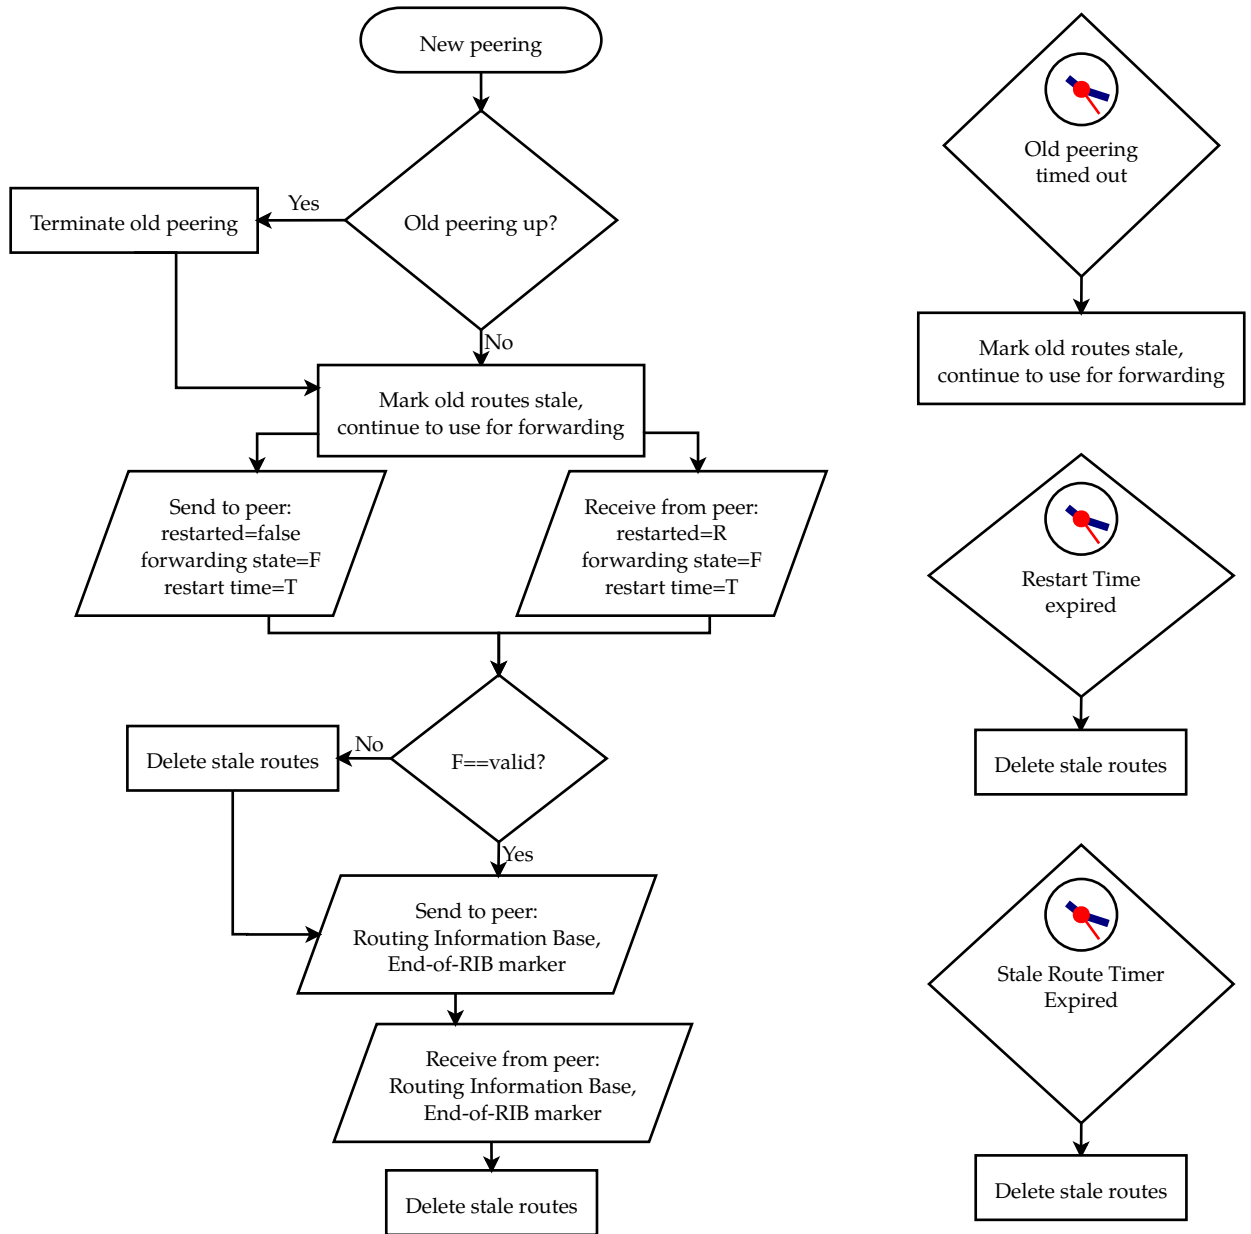 New peering
Old peering up?
Yes
Terminate old peering
No
Mark old routes stale,
continue to use for forwarding
Send to peer:
restarted=false
forwarding state=F
restart time=T
Receive from peer:
restarted=R
forwarding state=F
restart time=T
F==valid?
No
Delete stale routes
Yes
Send to peer:
Routing Information Base,
End-of-RIB marker
Receive from peer:
Routing Information Base,
End-of-RIB marker
Delete stale routes
Old peering
timed out
Mark old routes stale,
continue to use for forwarding
Restart Time
expired
Delete stale routes
Stale Route Timer
Expired
Delete stale routes